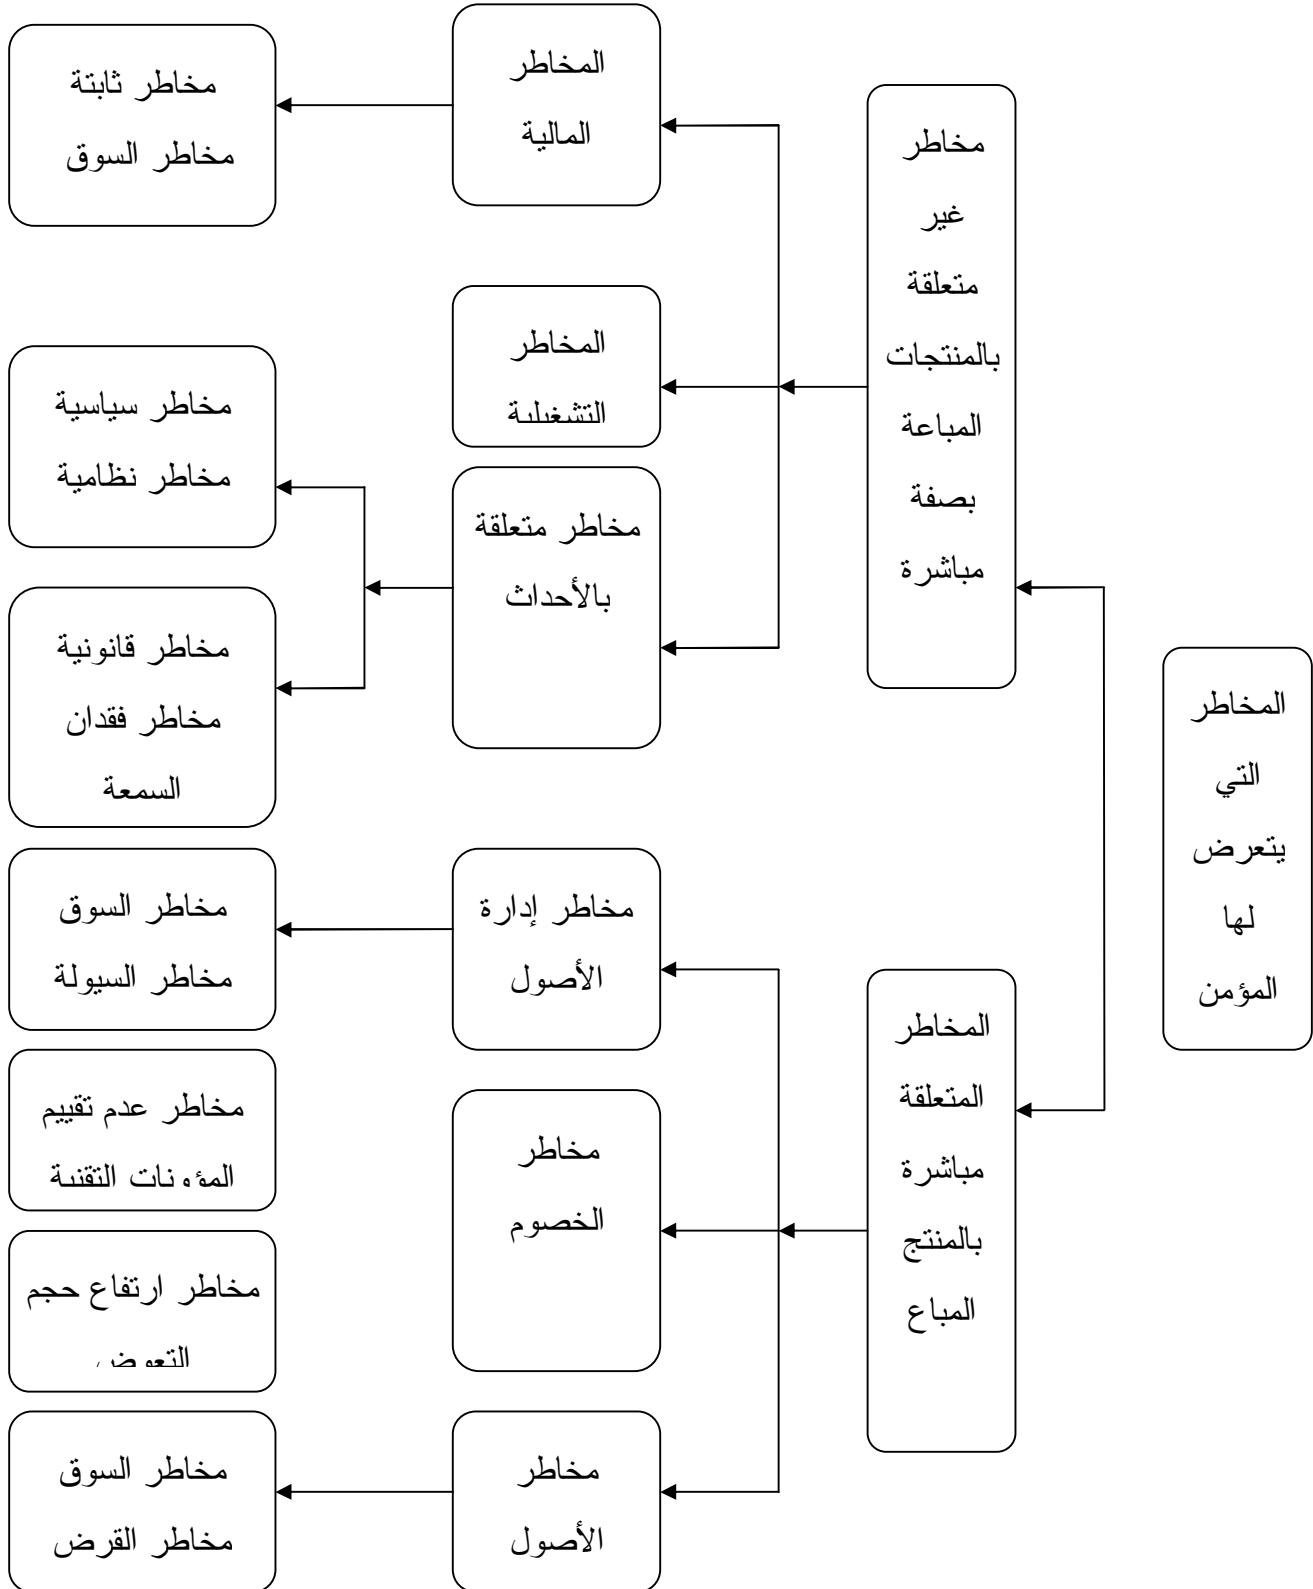 المخاطر
التي
يتعرض
لها
المؤمن
مخاطر
غير
متعلقة
بالمنتجات
المباعة
بصفة
مباشرة
المخاطر
المالية
مخاطر ثابتة
مخاطر السوق
المخاطر
التشغيلية
مخاطر متعلقة
بالأحداث
مخاطر سياسية
مخاطر نظامية
مخاطر قانونية
مخاطر فقدان
السمعة
المخاطر
المتعلقة
مباشرة
بالمنتج
المباع
مخاطر إدارة
الأصول
مخاطر السوق
مخاطر السيولة
مخاطر
الخصوم
مخاطر عدم تقييم
المؤونات التقنية
مخاطر ارتفاع حجم
التعوض
مخاطر
الأصول
مخاطر السوق
مخاطر القرض